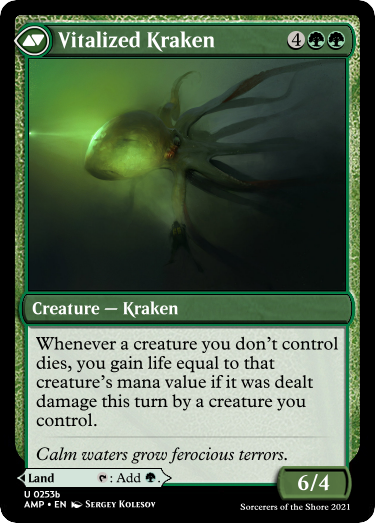 Vitalized Kraken 4
Creature — Kraken
Whenever a creature you don't control
dies, you gain life equal to that
creature's mana value if it was dealt
damage this turn by a creature you
control.
Calm waters grow ferocious terrors.
Land : Add .
6/4
U 0253b
AMP • EN SERGEY KOLESOV
Sorcerers of the Shore 2021